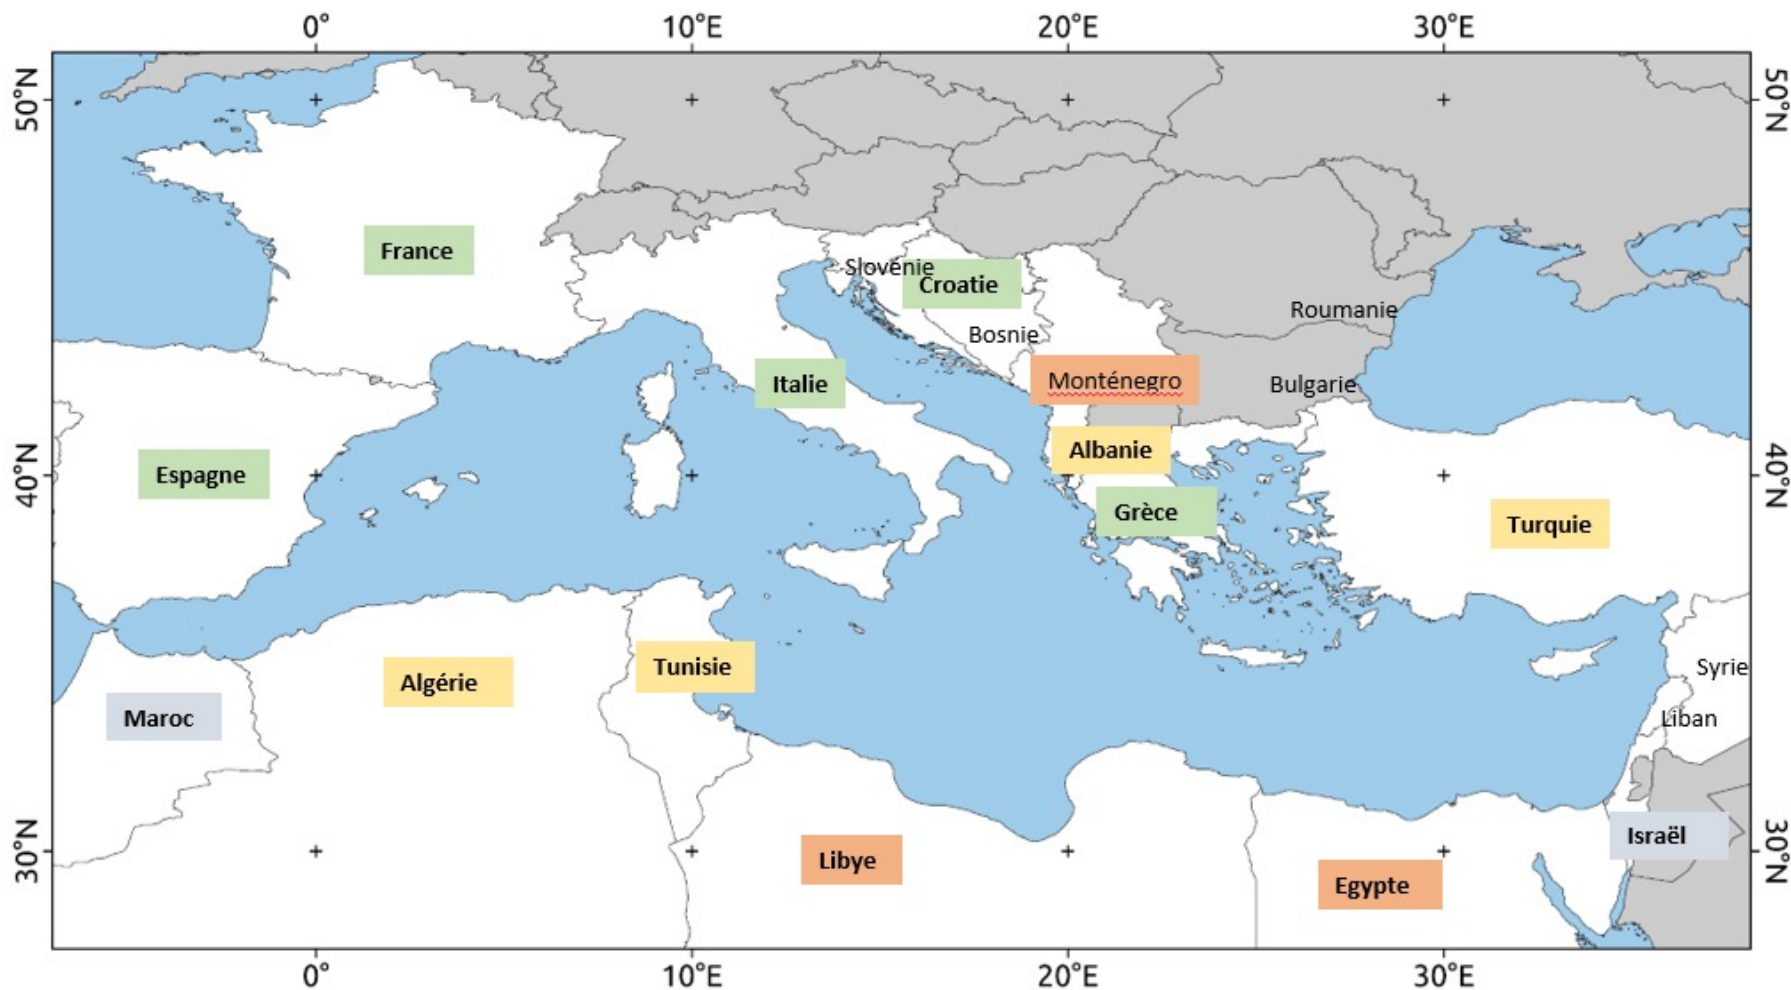 0°
10°E
20°E
30°E
50°N
50°N
France
Slovénie
Croatie
Roumanie
Bosnie
Italie
Monténegro
Bulgarie
Albanie
40°N
Espagne
40°N
Grèce
Turquie
Tunisie
Syrie
Algérie
Maroc
Liban
Israël
30°N
Libye
30°N
Egypte
0°
10°E
20°E
30°E